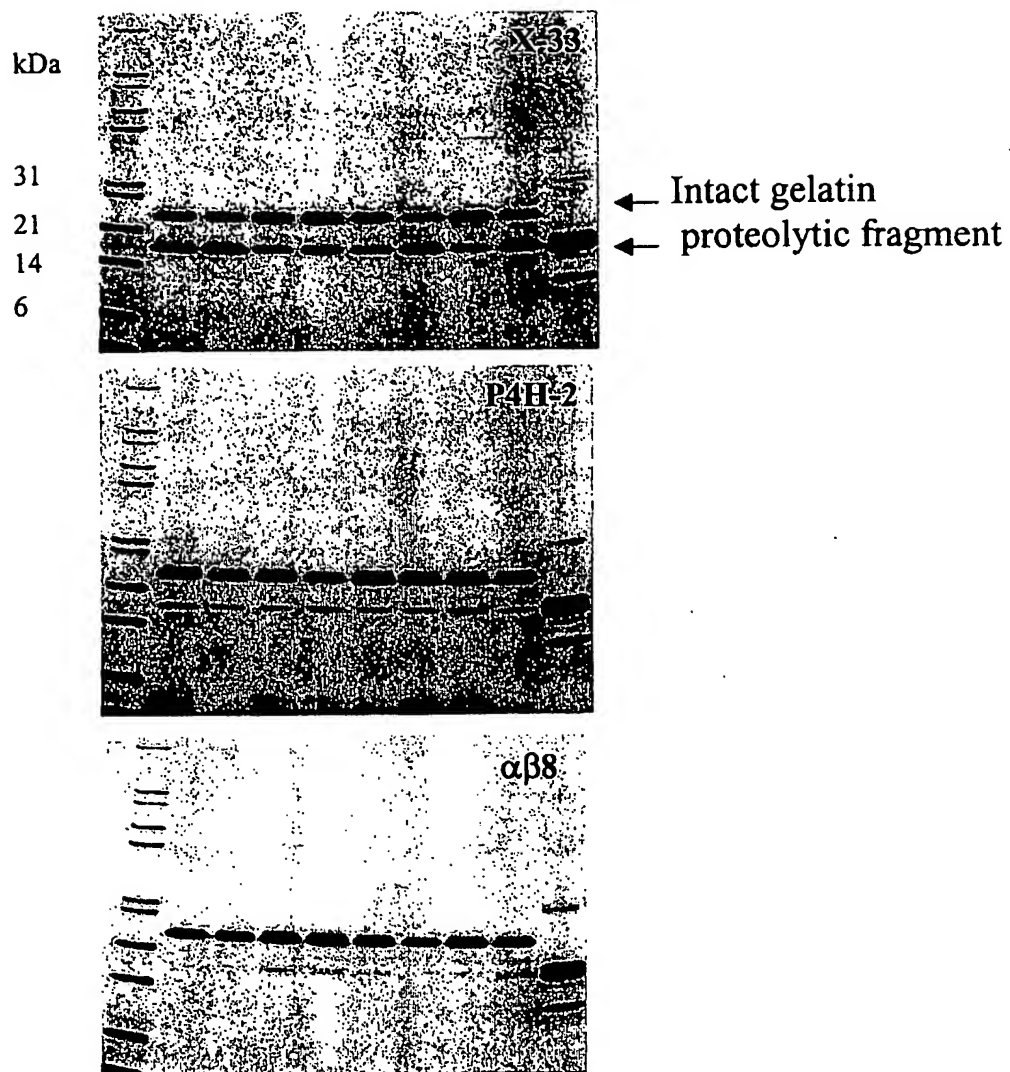 X-33
kDa
31
Intact gelatin
21
proteolytic fragment
14
6
P4H-2
αβ8